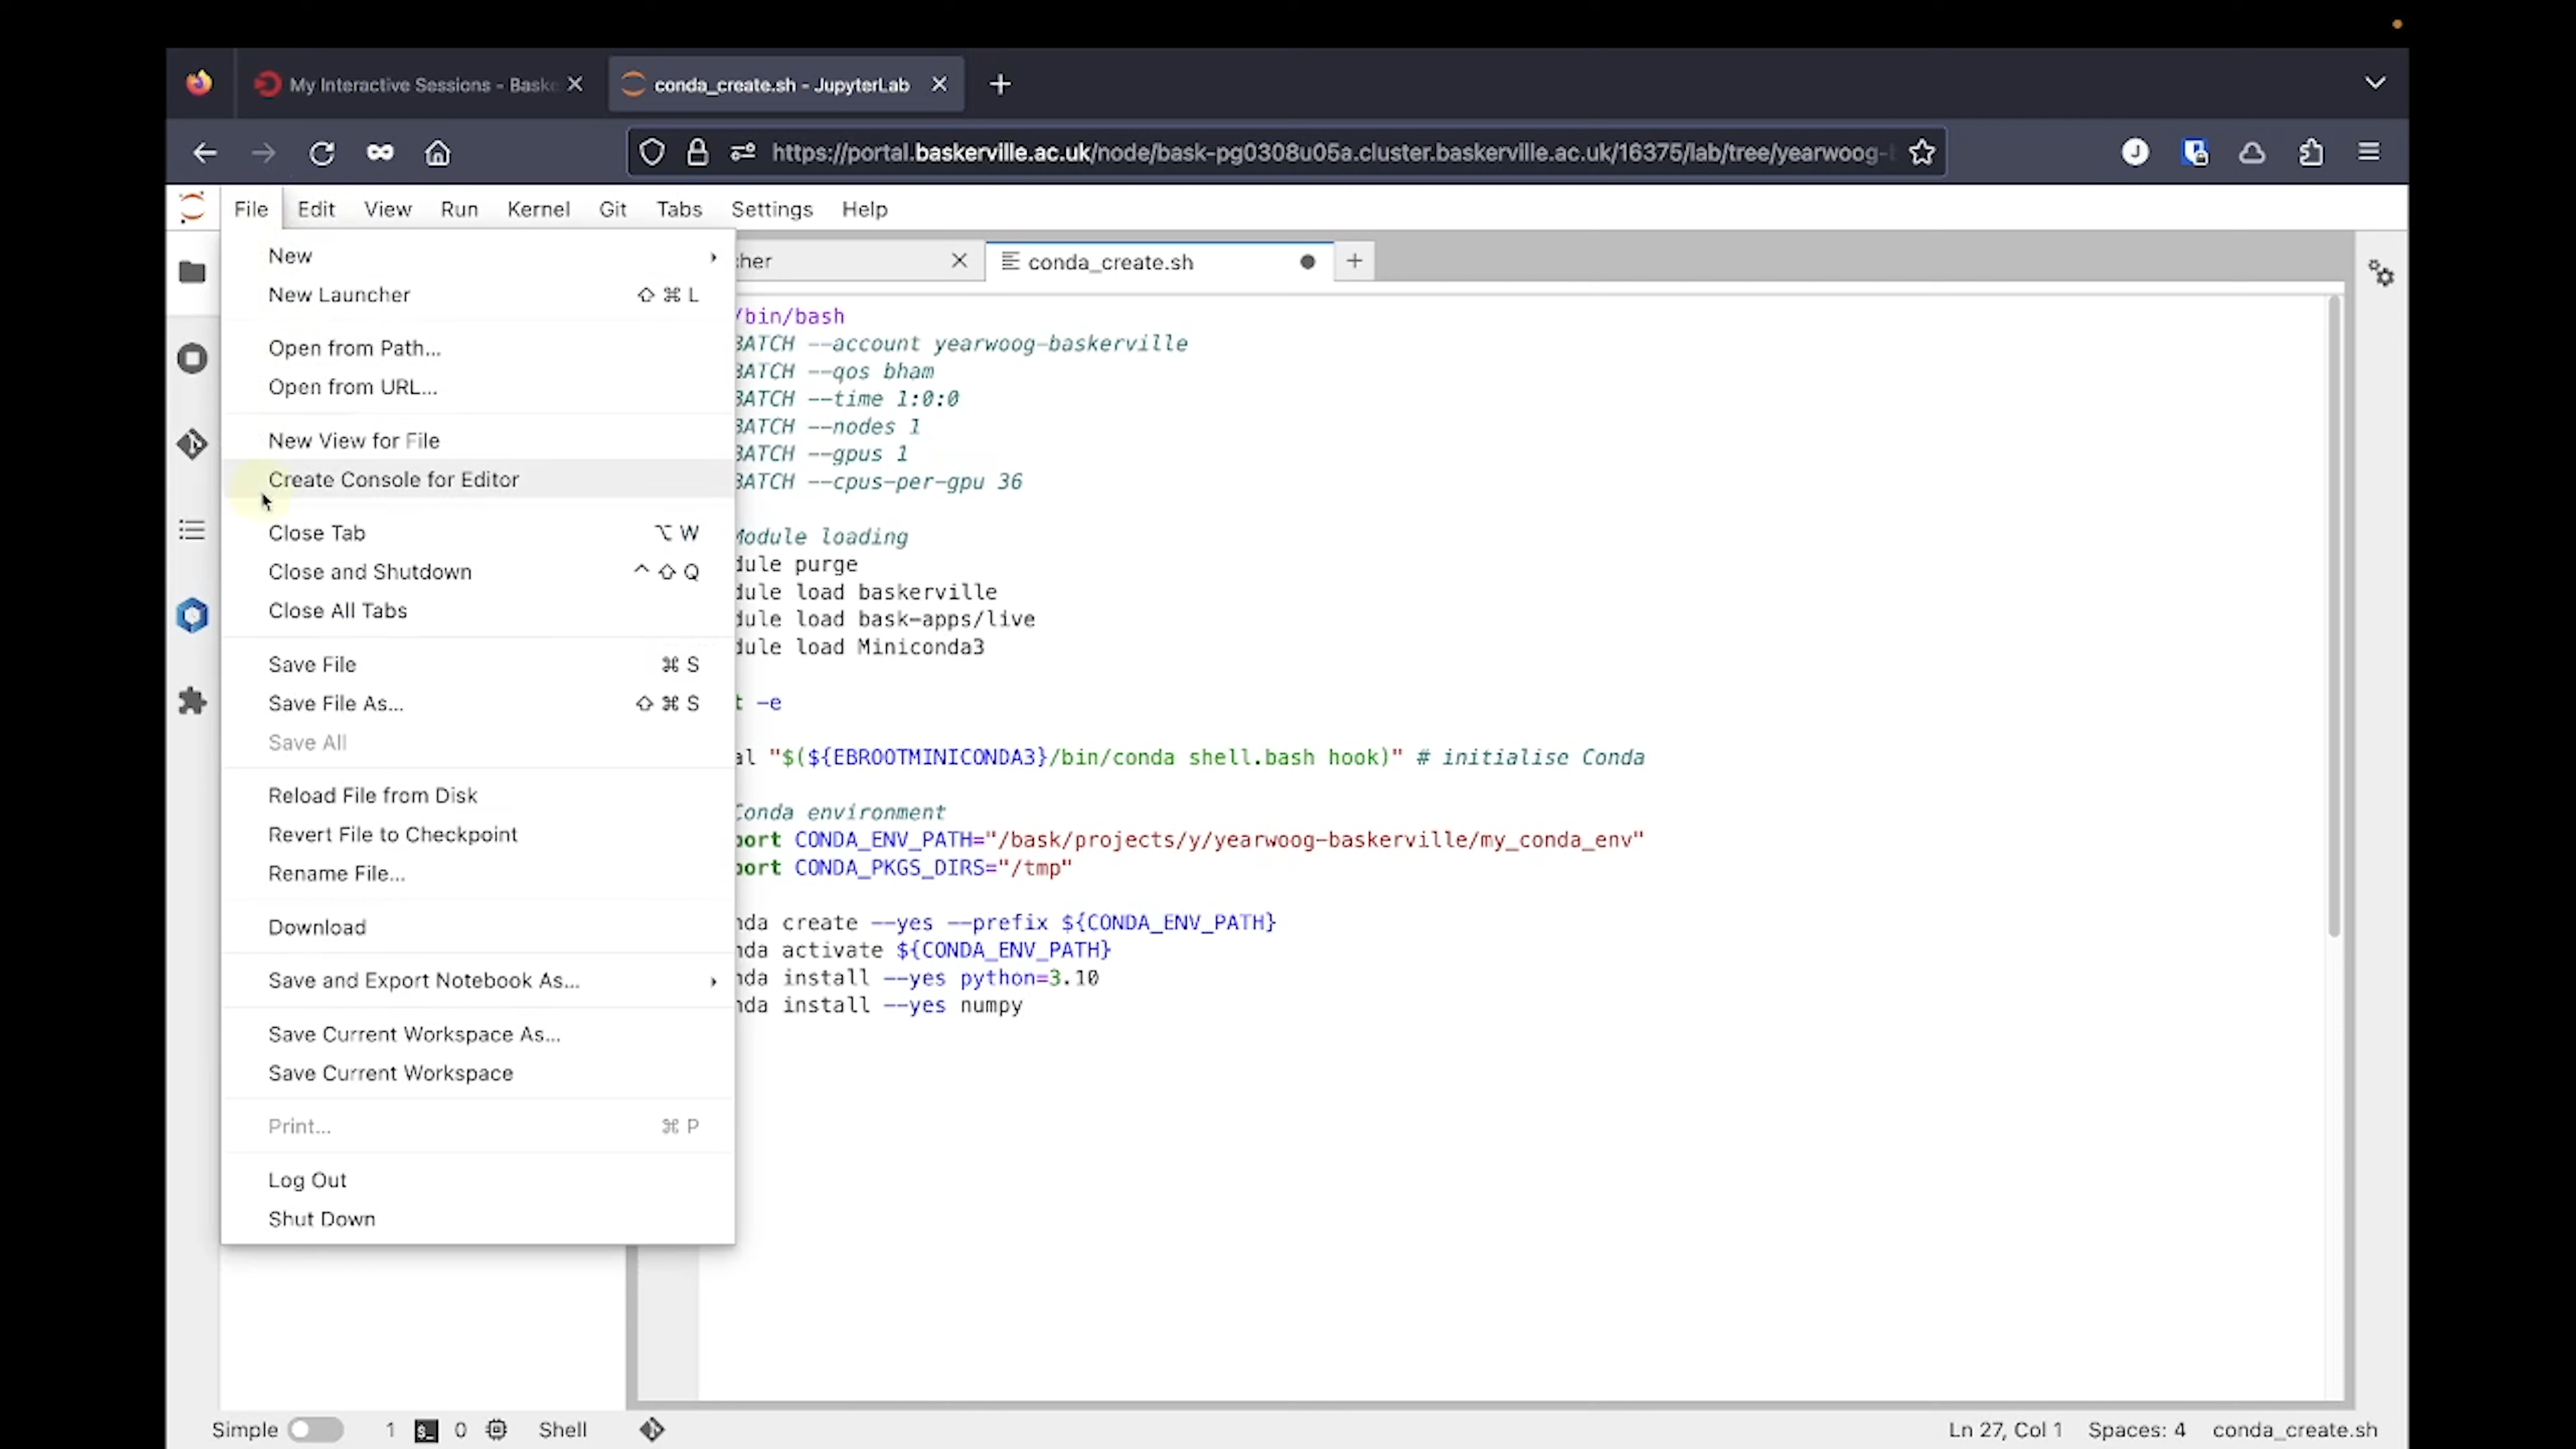 My Interactive Sessions - Baske
conda_create.sh - JupyterLab
https://portal.baskerville.ac.uk/node/bask-pg0308u05a.cluster.baskerville.ac.uk/16375/lab/tree/yearwoog-
File Edit View Run Kernel Git Tabs Settings Help
New
New Launcher ⇧ ⌘ L
Open from Path...
Open from URL...
New View for File
Create Console for Editor
Close Tab ⌥ W
Close and Shutdown ^ ⇧ Q
Close All Tabs
Save File ⌘ S
Save File As... ⇧ ⌘ S
Save All
Reload File from Disk
Revert File to Checkpoint
Rename File...
Download
Save and Export Notebook As...
Save Current Workspace As...
Save Current Workspace
Print... ⌘ P
Log Out
Shut Down
cher
conda_create.sh
/bin/bash
BATCH --account yearwoog-baskerville
BATCH --qos bham
BATCH --time 1:0:0
BATCH --nodes 1
BATCH --gpus 1
BATCH --cpus-per-gpu 36
Module loading
dule purge
dule load baskerville
dule load bask-apps/live
dule load Miniconda3
t -e
al "$(${EBROOTMINICONDA3}/bin/conda shell.bash hook)" # initialise Conda
Conda environment
port CONDA_ENV_PATH="/bask/projects/y/yearwoog-baskerville/my_conda_env"
port CONDA_PKGS_DIRS="/tmp"
nda create --yes --prefix ${CONDA_ENV_PATH}
nda activate ${CONDA_ENV_PATH}
nda install --yes python=3.10
nda install --yes numpy
Simple 1 $_ 0 Shell
Ln 27, Col 1 Spaces: 4 conda_create.sh